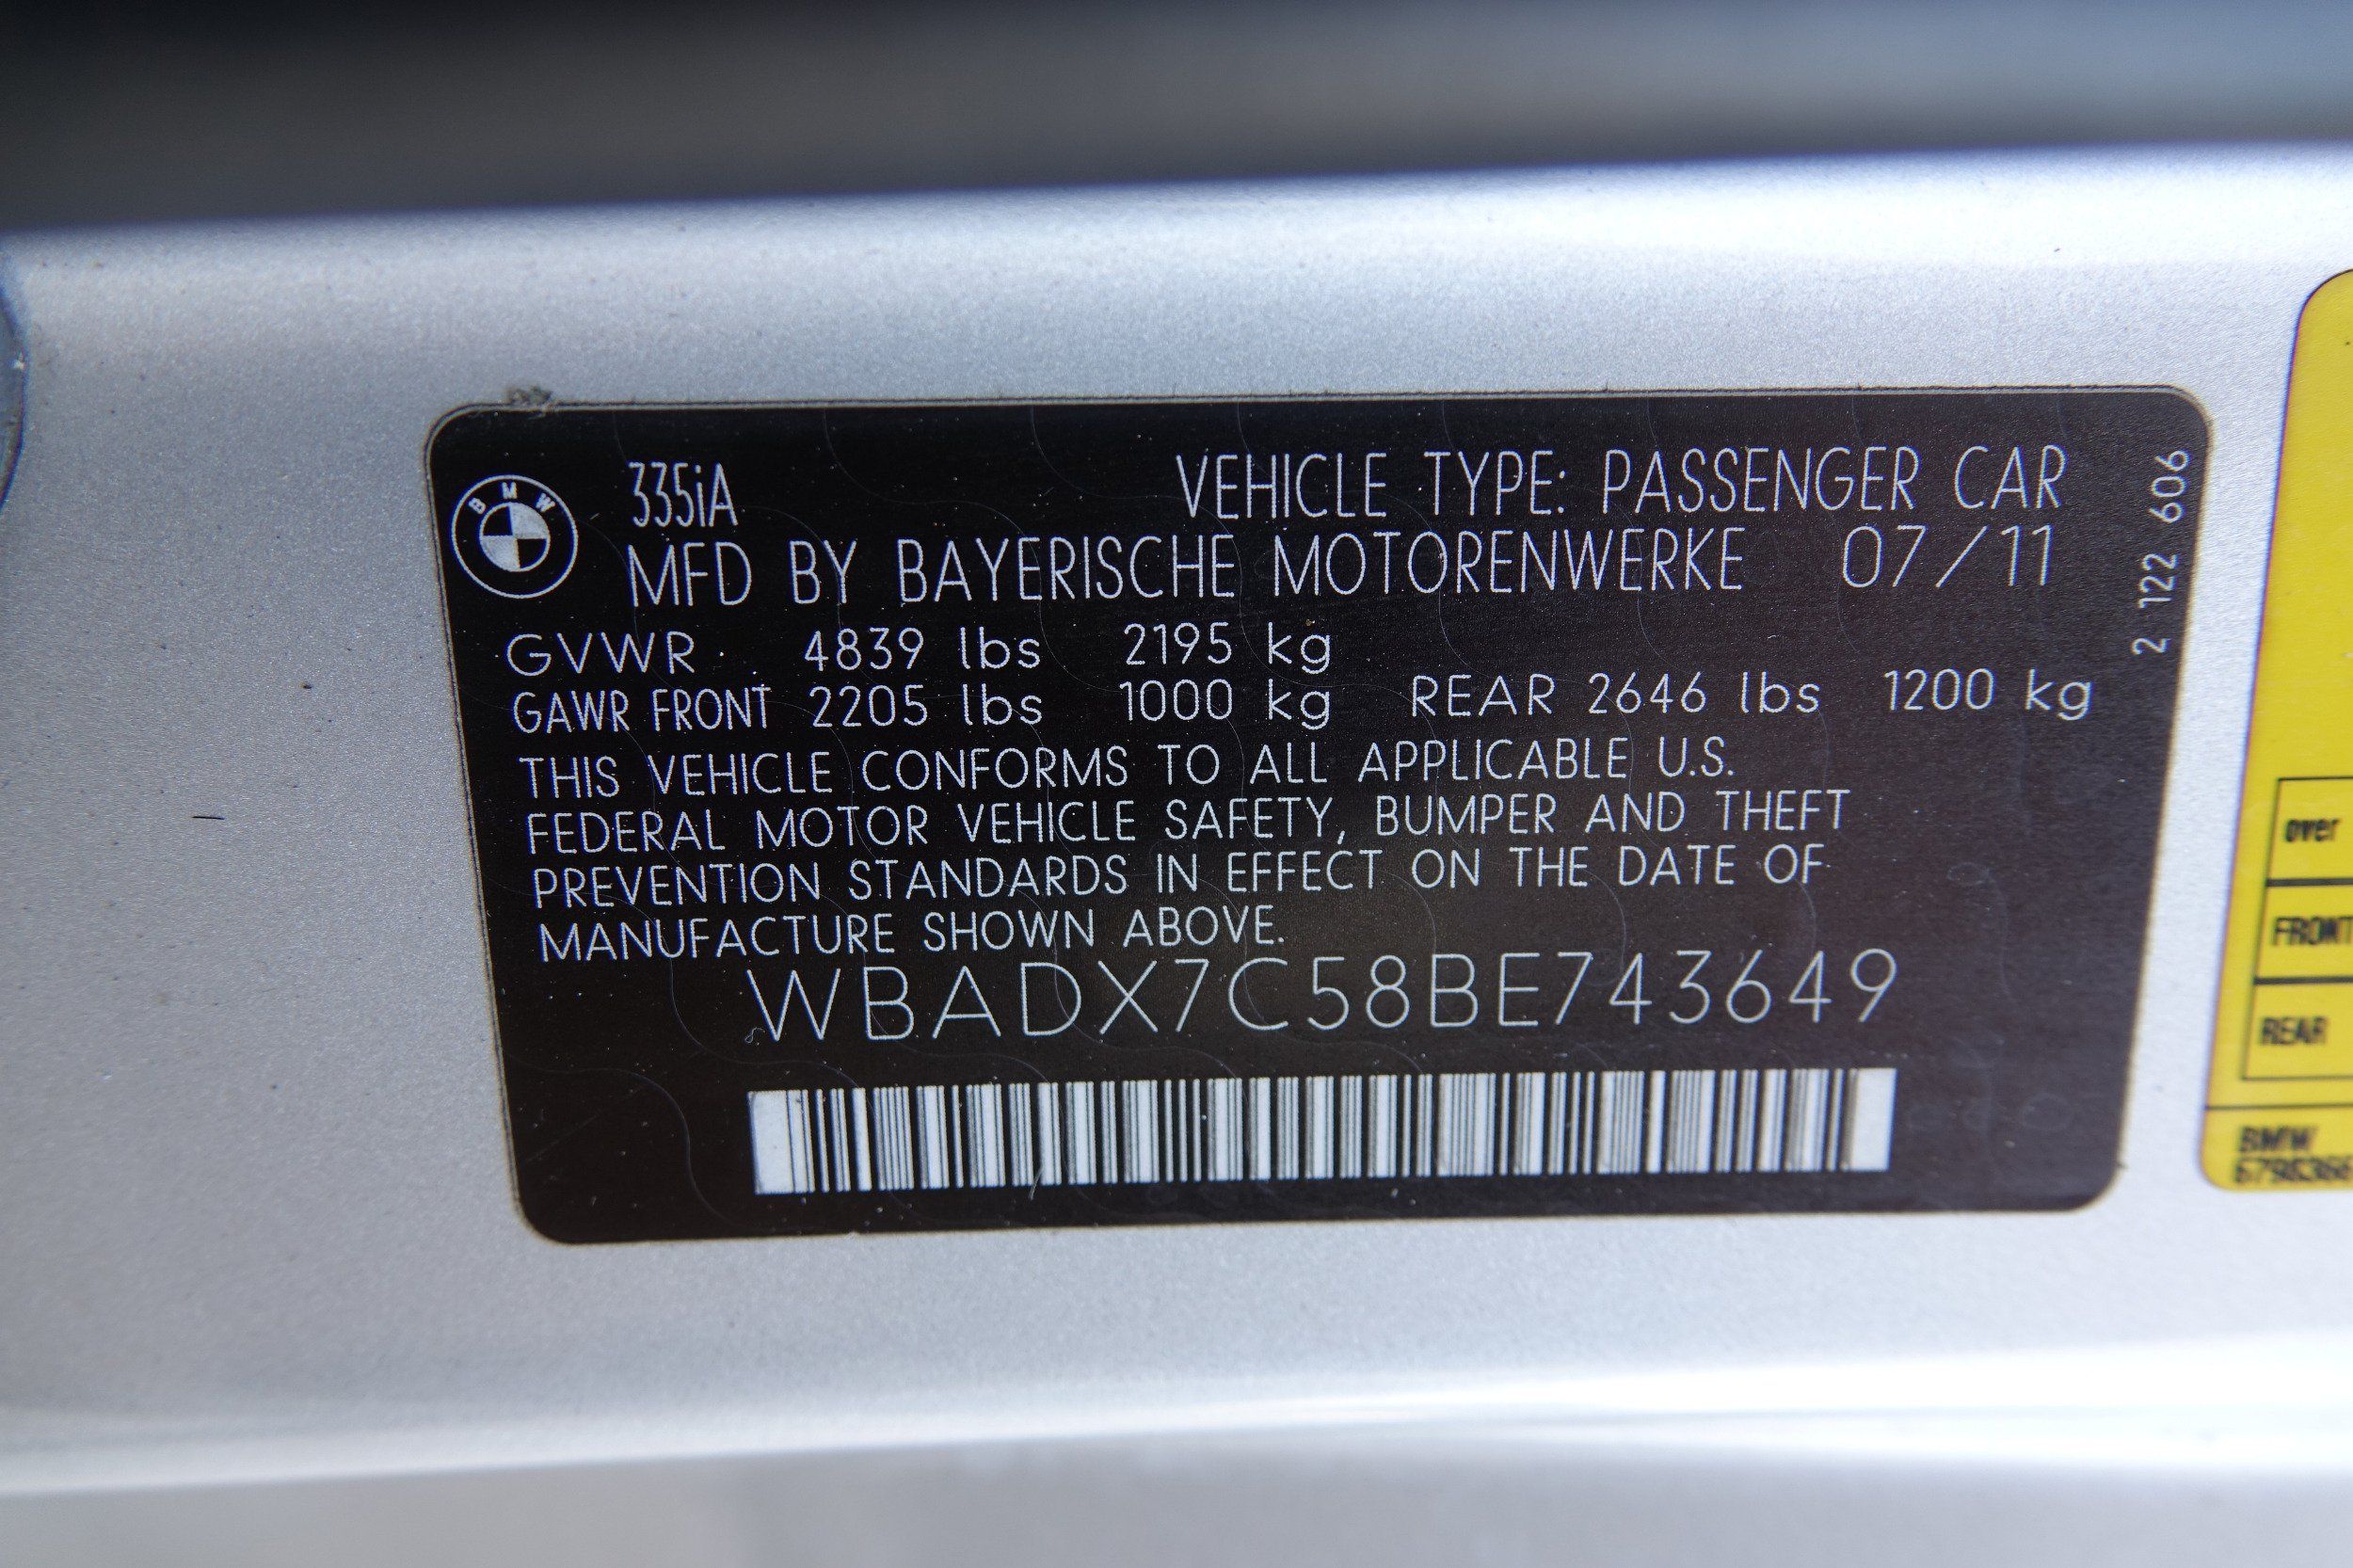 BMW
335iA VEHICLE TYPE: PASSENGER CAR
MFD BY BAYERISCHE MOTORENWERKE 07/11
GVWR 4839 lbs 2195 kg
GAWR FRONT 2205 lbs 1000 kg REAR 2646 lbs 1200 kg
THIS VEHICLE CONFORMS TO ALL APPLICABLE U.S.
FEDERAL MOTOR VEHICLE SAFETY, BUMPER AND THEFT
PREVENTION STANDARDS IN EFFECT ON THE DATE OF
MANUFACTURE SHOWN ABOVE.
WBADX7C58BE743649
2 122 606
over
FRONT
REAR
BMW